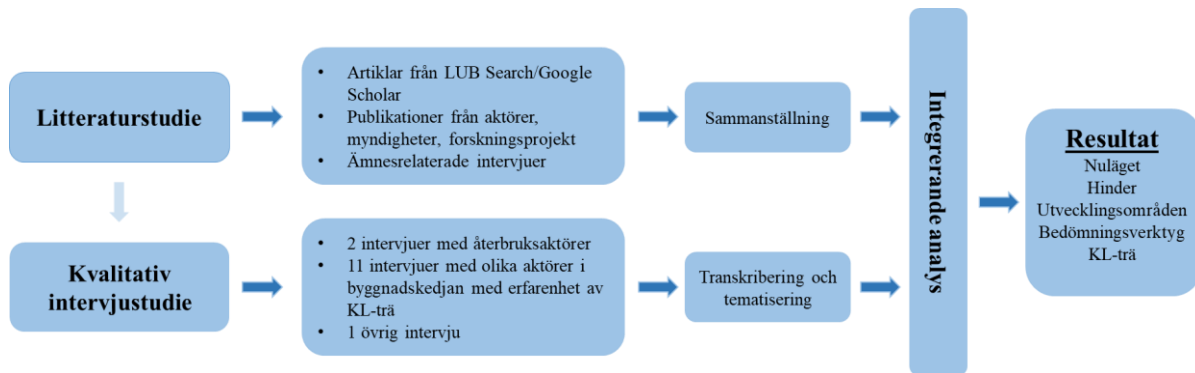 Litteraturstudie
• Artiklar från LUB Search/Google
Scholar
• Publikationer från aktörer,
myndigheter, forskningsprojekt
• Ämnesrelaterade intervjuer
Sammanställning
Kvalitativ
intervjustudie
• 2 intervjuer med återbruksaktörer
• 11 intervjuer med olika aktörer i
byggnadskedjan med erfarenhet av
KL-trä
• 1 övrig intervju
Transkribering och
tematisering
Integrerande analys
Resultat
Nuläget
Hinder
Utvecklingsområden
Bedömningsverktyg
KL-trä